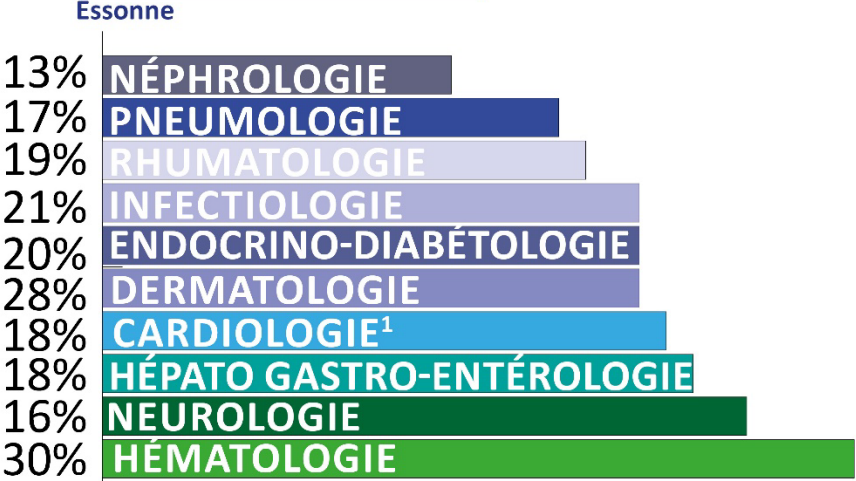 Essonne
13% NÉPHROLOGIE
17% PNEUMOLOGIE
19% RHUMATOLOGIE
21% INFECTIOLOGIE
20% ENDOCRINO-DIABÉTOLOGIE
28% DERMATOLOGIE
18% CARDIOLOGIE¹
18% HÉPATO GASTRO-ENTÉROLOGIE
16% NEUROLOGIE
30% HÉMATOLOGIE